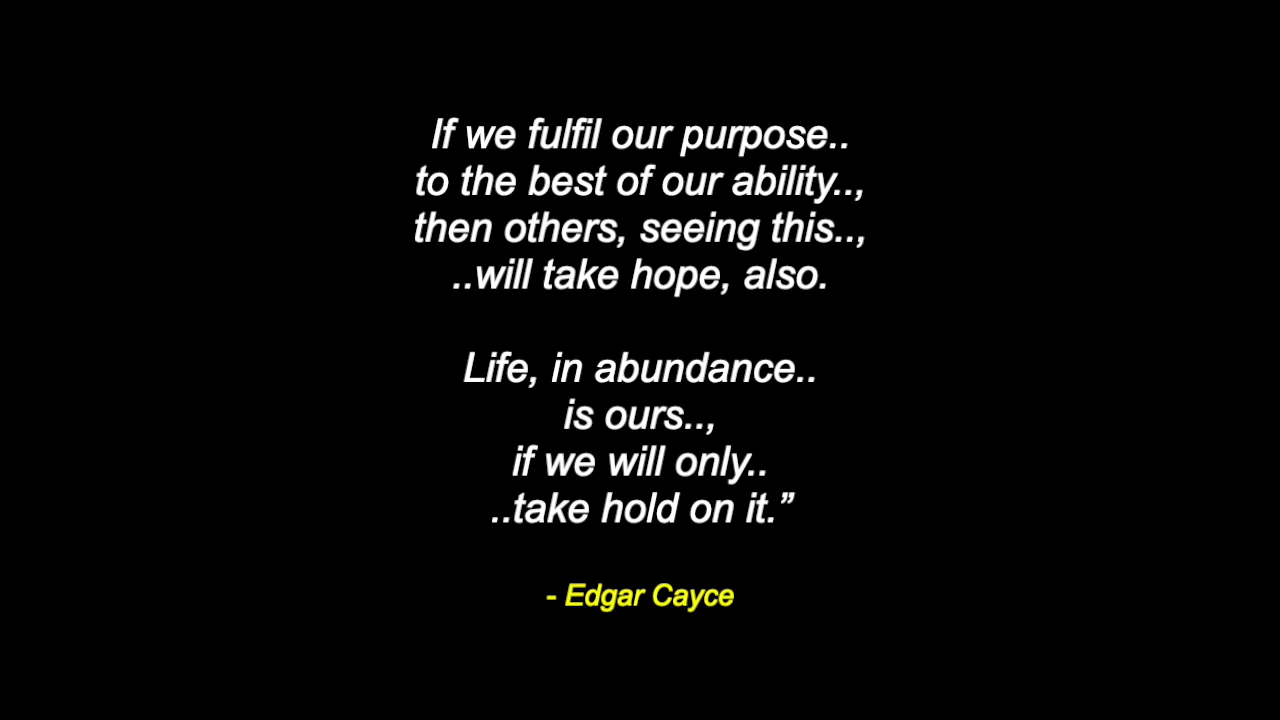 If we fulfil our purpose..
to the best of our ability..,
then others, seeing this..,
..will take hope, also.
Life, in abundance..
is ours..,
if we will only..
..take hold on it.”
- Edgar Cayce